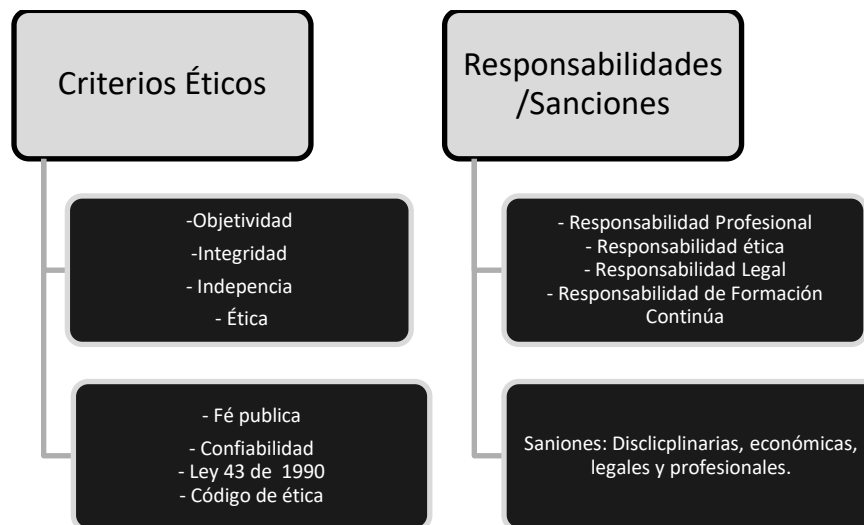 Criterios Éticos
-Objetividad
-Integridad
- Indepencia
- Ética
- Fé publica
- Confiabilidad
- Ley 43 de 1990
- Código de ética
Responsabilidades
/Sanciones
- Responsabilidad Profesional
- Responsabilidad ética
- Responsabilidad Legal
- Responsabilidad de Formación
Continúa
Saniones: Disclicplinarias, económicas,
legales y profesionales.